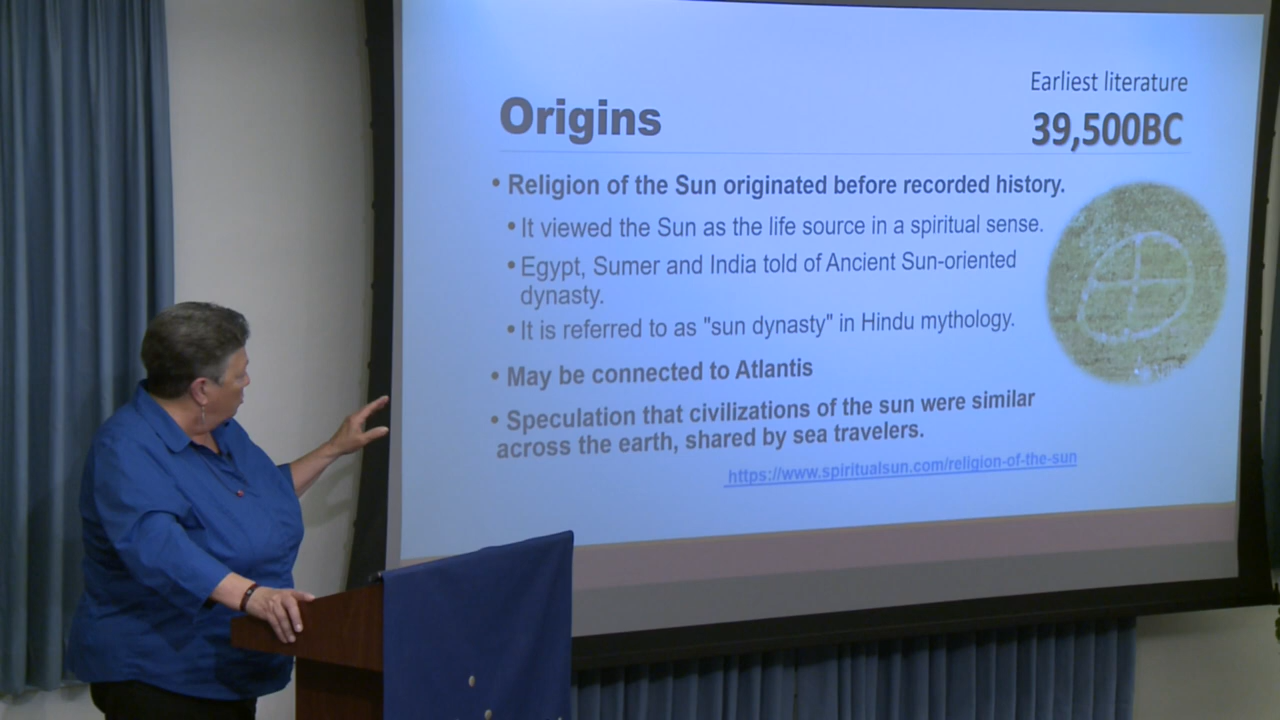 Earliest literature
39,500BC
Origins
• Religion of the Sun originated before recorded history.
• It viewed the Sun as the life source in a spiritual sense.
• Egypt, Sumer and India told of Ancient Sun-oriented
dynasty.
• It is referred to as "sun dynasty" in Hindu mythology.
• May be connected to Atlantis
• Speculation that civilizations of the sun were similar
across the earth, shared by sea travelers.
https://www.spiritualsun.com/religion-of-the-sun